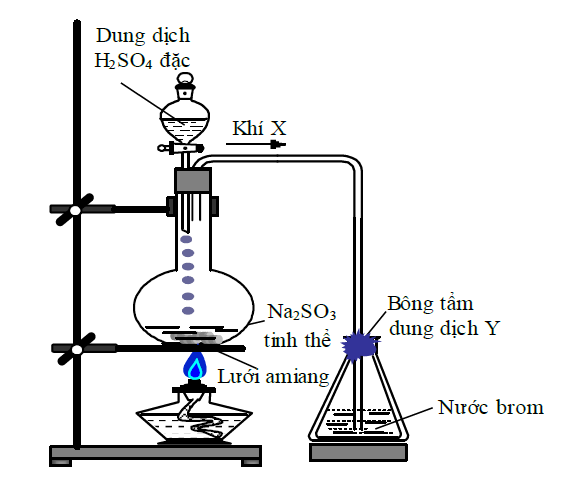 Dung dịch
H₂SO₄ đặc
Khí X
Na₂SO₃
tinh thể
Lưới amiang
Bông tẩm
dung dịch Y
Nước brom